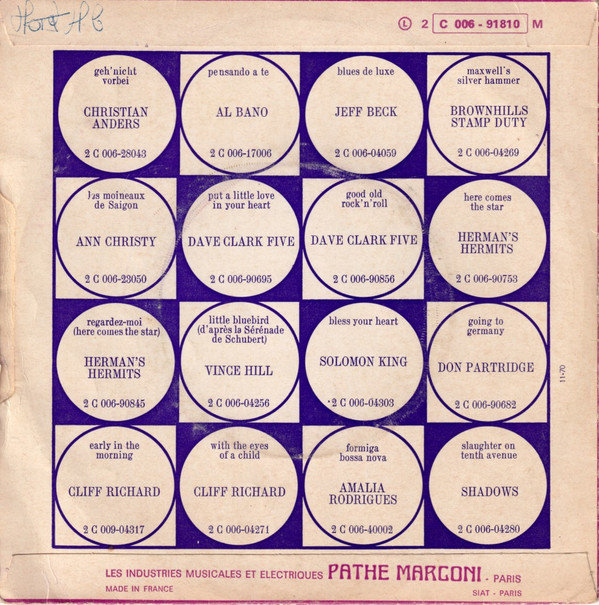 Ⓛ 2 C 006 - 91810 M
geh'nicht
vorbei
CHRISTIAN
ANDERS
2 C 006-28043
pensando a te
AL BANO
2 C 006-17006
blues de luxe
JEFF BECK
2 C 006-04059
maxwell's
silver hammer
BROWNHILLS
STAMP DUTY
2 C 006-04269
les moineaux
de Saigon
ANN CHRISTY
2 C 006-23050
put a little love
in your heart
DAVE CLARK FIVE
2 C 006-90695
good old
rock'n'roll
DAVE CLARK FIVE
2 C 006-90856
here comes
the star
HERMAN'S
HERMITS
2 C 006-90753
regardez-moi
(here comes the star)
HERMAN'S
HERMITS
2 C 006-90845
little bluebird
(d'après la Sérénade
de Schubert)
VINCE HILL
2 C 006-04256
bless your heart
SOLOMON KING
2 C 006-04303
going to
germany
DON PARTRIDGE
2 C 006-90682
11-70
early in the
morning
CLIFF RICHARD
2 C 009-04317
with the eyes
of a child
CLIFF RICHARD
2 C 006-04271
formiga
bossa nova
AMALIA
RODRIGUES
2 C 006-40002
slaughter on
tenth avenue
SHADOWS
2 C 006-04280
LES INDUSTRIES MUSICALES ET ELECTRIQUES PATHE MARCONI - PARIS
MADE IN FRANCE
SIAT - PARIS